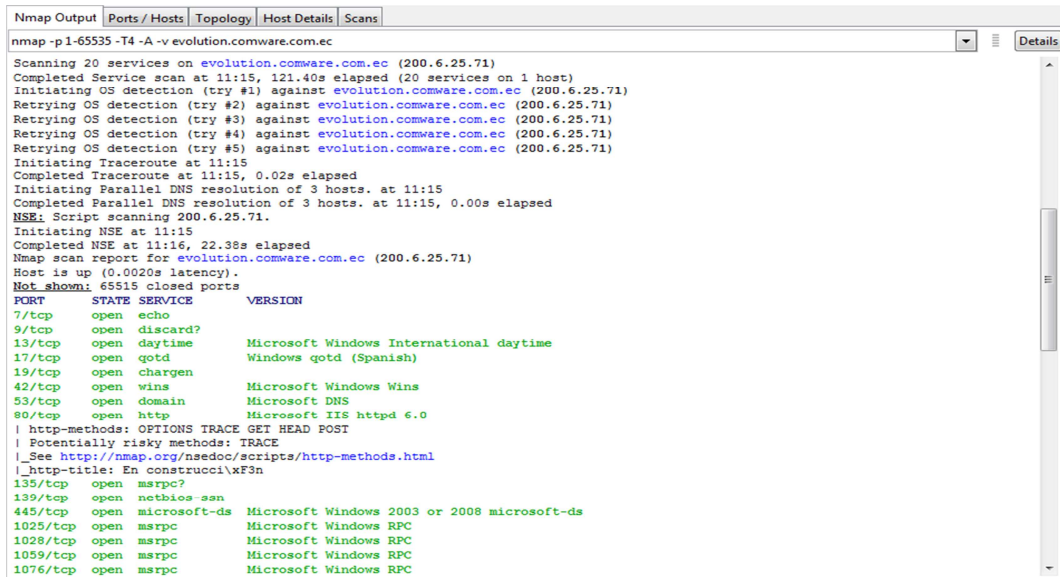 Nmap Output Ports / Hosts Topology Host Details Scans
nmap -p 1-65535 -T4 -A -v evolution.comware.com.ec Details
Scanning 20 services on evolution.comware.com.ec (200.6.25.71)
Completed Service scan at 11:15, 121.40s elapsed (20 services on 1 host)
Initiating OS detection (try #1) against evolution.comware.com.ec (200.6.25.71)
Retrying OS detection (try #2) against evolution.comware.com.ec (200.6.25.71)
Retrying OS detection (try #3) against evolution.comware.com.ec (200.6.25.71)
Retrying OS detection (try #4) against evolution.comware.com.ec (200.6.25.71)
Retrying OS detection (try #5) against evolution.comware.com.ec (200.6.25.71)
Initiating Traceroute at 11:15
Completed Traceroute at 11:15, 0.02s elapsed
Initiating Parallel DNS resolution of 3 hosts. at 11:15
Completed Parallel DNS resolution of 3 hosts. at 11:15, 0.00s elapsed
NSE: Script scanning 200.6.25.71.
Initiating NSE at 11:15
Completed NSE at 11:16, 22.38s elapsed
Nmap scan report for evolution.comware.com.ec (200.6.25.71)
Host is up (0.0020s latency).
Not shown: 65515 closed ports
PORT STATE SERVICE VERSION
7/tcp open echo
9/tcp open discard?
13/tcp open daytime Microsoft Windows International daytime
17/tcp open qotd Windows qotd (Spanish)
19/tcp open chargen
42/tcp open wins Microsoft Windows Wins
53/tcp open domain Microsoft DNS
80/tcp open http Microsoft IIS httpd 6.0
| http-methods: OPTIONS TRACE GET HEAD POST
| Potentially risky methods: TRACE
|_See http://nmap.org/nsedoc/scripts/http-methods.html
|_http-title: En construcci\xF3n
135/tcp open msrpc?
139/tcp open netbios-ssn
445/tcp open microsoft-ds Microsoft Windows 2003 or 2008 microsoft-ds
1025/tcp open msrpc Microsoft Windows RPC
1028/tcp open msrpc Microsoft Windows RPC
1059/tcp open msrpc Microsoft Windows RPC
1076/tcp open msrpc Microsoft Windows RPC